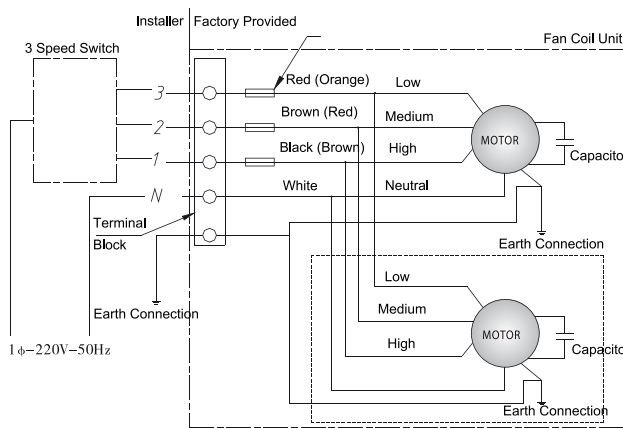 Installer
Factory Provided
3 Speed Switch
Fan Coil Unit
3
Red (Orange)
Low
2
Brown (Red)
Medium
1
Black (Brown)
High
MOTOR
Capacitor
N
White
Neutral
Terminal
Block
Earth Connection
Earth Connection
Low
Medium
High
MOTOR
Capacito
1ϕ-220V-50Hz
Earth Connection